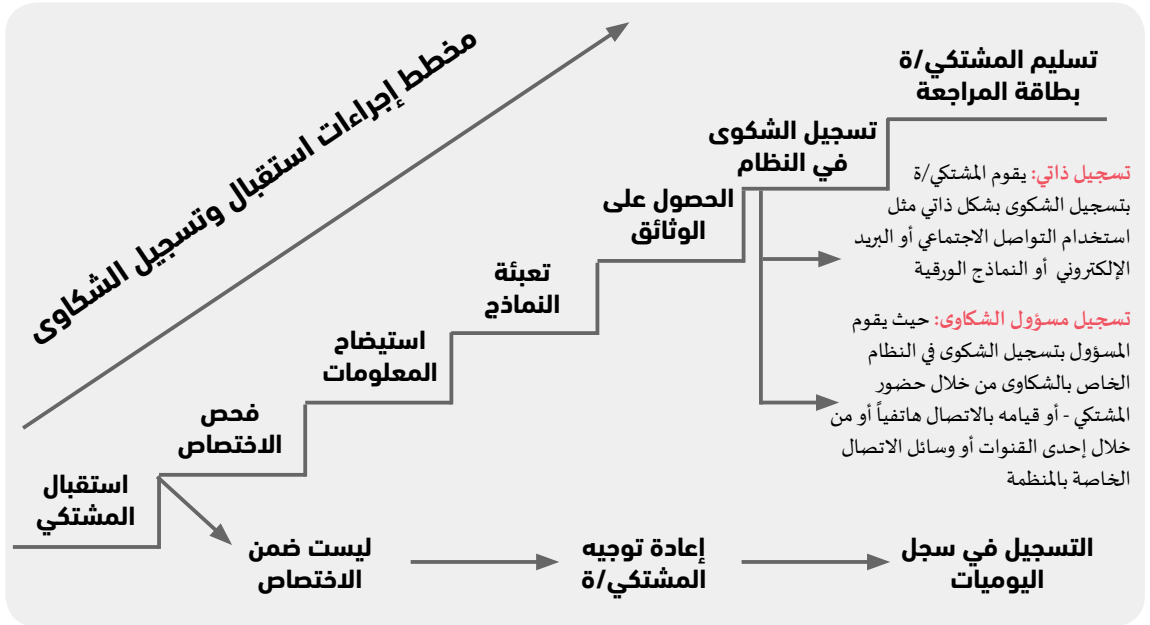 مخطط إجراءات استقبال وتسجيل الشكاوى
استقبال
المشتكي
فحص
الاختصاص
استيضاح
المعلومات
تعبئة
النماذج
الحصول على
الوثائق
تسجيل الشكوى
في النظام
تسليم المشتكي/ة
بطاقة المراجعة
تسجيل ذاتي: يقوم المشتكي/ة
بتسجيل الشكوى بشكل ذاتي مثل
استخدام التواصل الاجتماعي أو البريد
الإلكتروني أو النماذج الورقية
تسجيل مسؤول الشكاوى: حيث يقوم
المسؤول بتسجيل الشكوى في النظام
الخاص بالشكاوى من خلال حضور
المشتكي - أو قيامه بالاتصال هاتفياً أو من
خلال إحدى القنوات أو وسائل الاتصال
الخاصة بالمنظمة
ليست ضمن
الاختصاص
إعادة توجيه
المشتكي/ة
التسجيل في سجل
اليوميات